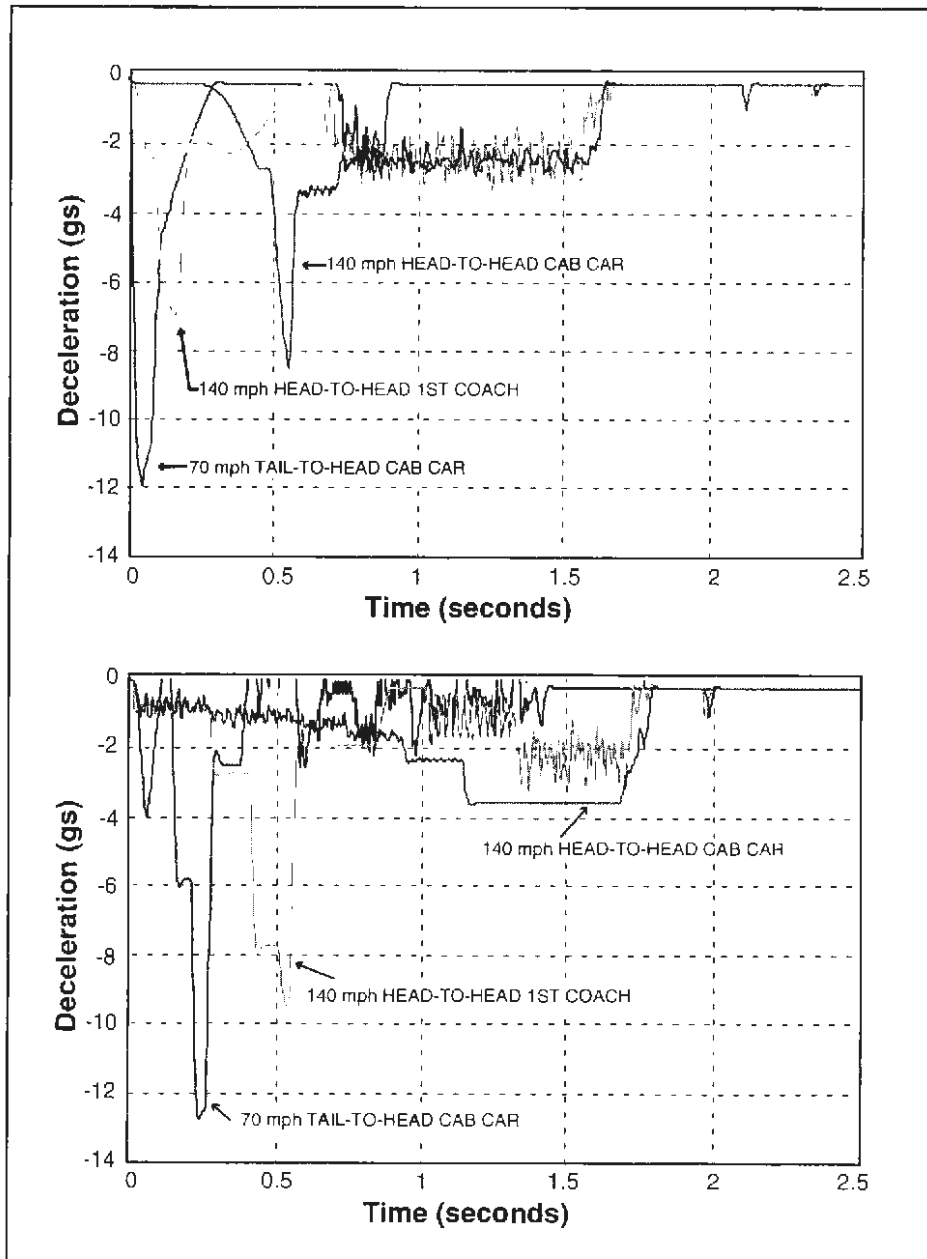 0
-2
-4
-6
-8
-10
-12
-14
Deceleration (gs)
140 mph HEAD-TO-HEAD CAB CAR
140 mph HEAD-TO-HEAD 1ST COACH
70 mph TAIL-TO-HEAD CAB CAR
0 0.5 1 1.5 2 2.5
Time (seconds)
0
-2
-4
-6
-8
-10
-12
-14
Deceleration (gs)
140 mph HEAD-TO-HEAD CAB CAR
140 mph HEAD-TO-HEAD 1ST COACH
70 mph TAIL-TO-HEAD CAB CAR
0 0.5 1 1.5 2 2.5
Time (seconds)